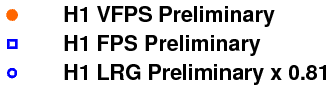 H1 VFPS Preliminary
H1 FPS Preliminary
H1 LRG Preliminary x 0.81